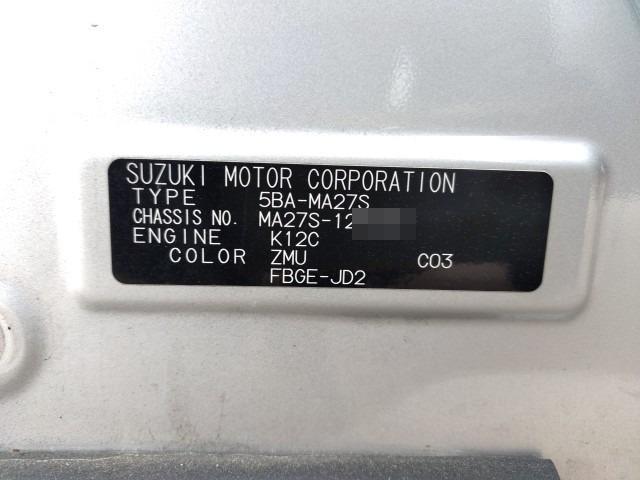 SUZUKI MOTOR CORPORATION
TYPE 5BA-MA27S
CHASSIS NO. MA27S-12
ENGINE K12C
COLOR ZMU C03
FBGE-JD2